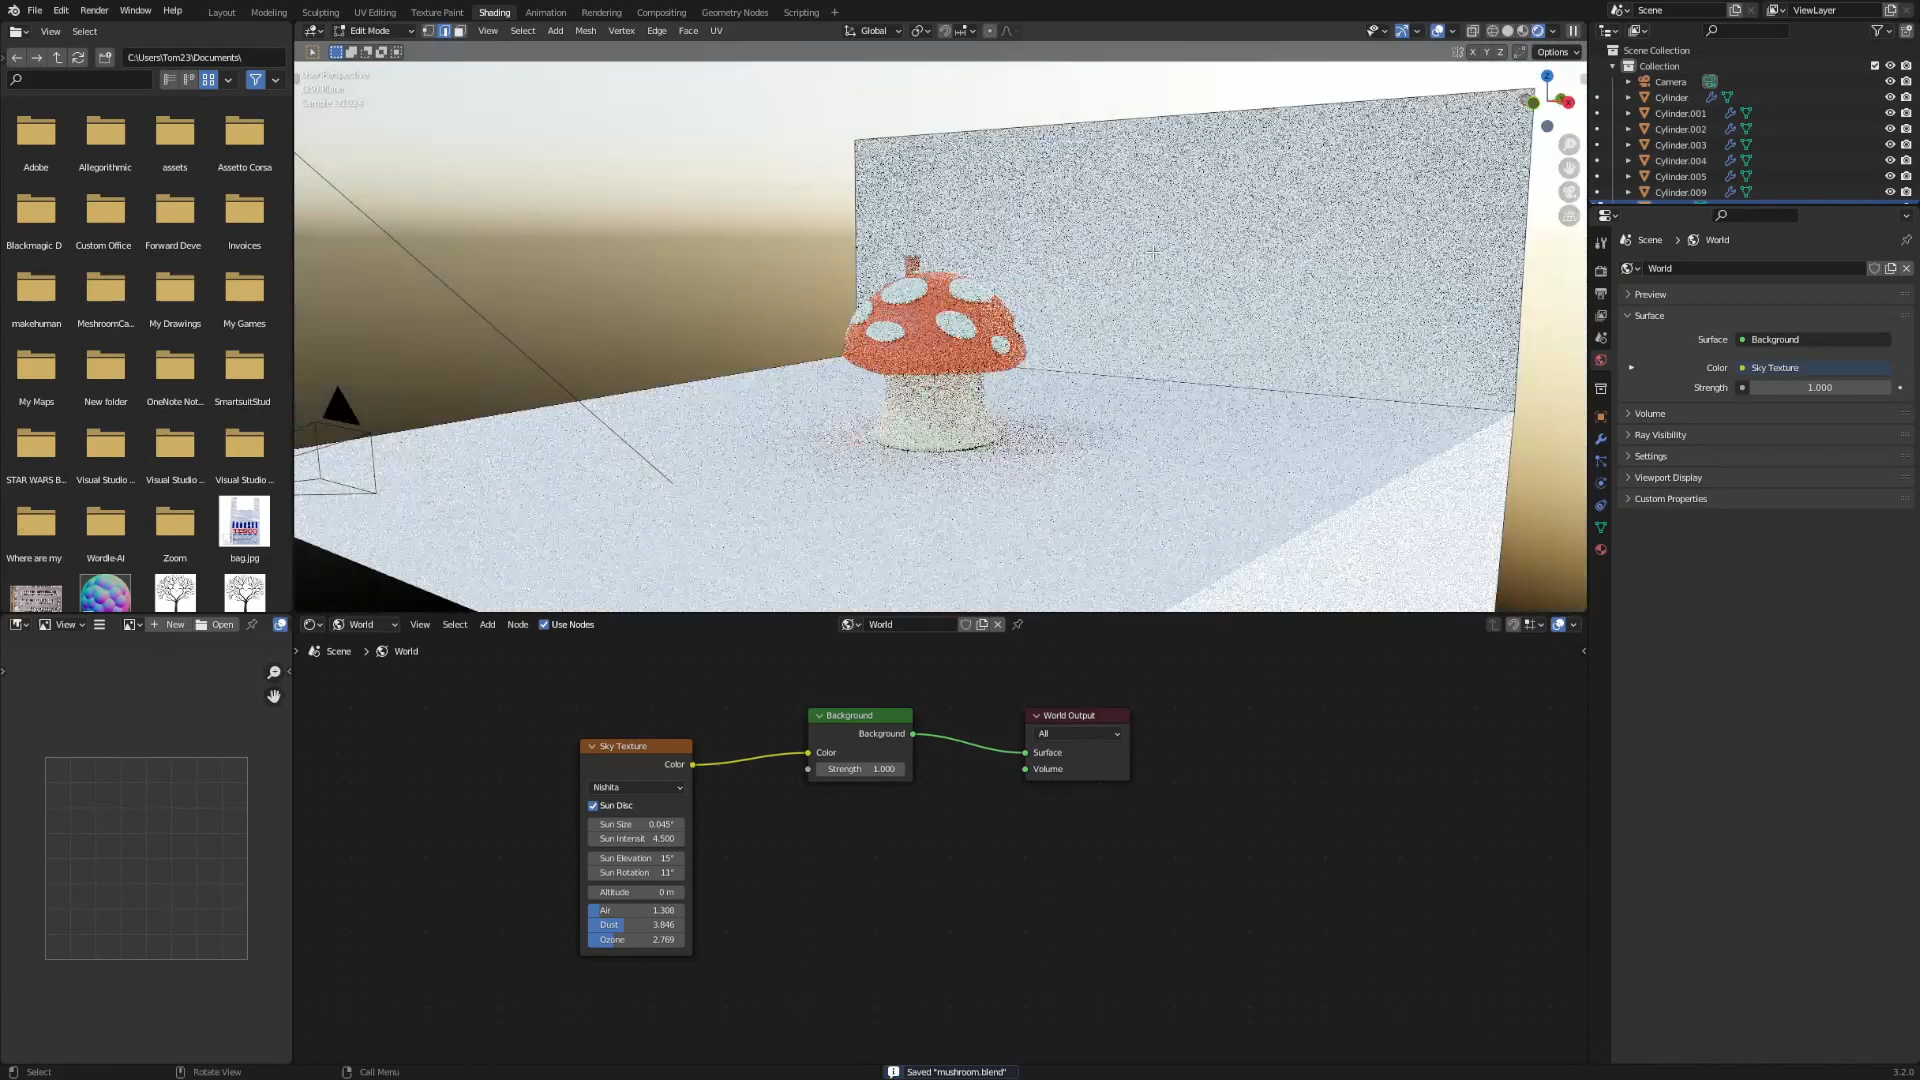 File Edit Render Window Help
Layout Modeling Sculpting UV Editing Texture Paint Shading Animation Rendering Compositing Geometry Nodes Scripting +
Scene
ViewLayer
View Select
C:\Users\Tom23\Documents\
Adobe Allegorithmic assets Assetto Corsa
Blackmagic D Custom Office Forward Deve Invoices
makehuman MeshroomCa... My Drawings My Games
My Maps New folder OneNote Not... SmartsuitStud
STAR WARS B... Visual Studio ... Visual Studio ... Visual Studio ...
Where are my Wordle-AI Zoom bag.jpg
Edit Mode View Select Add Mesh Vertex Edge Face UV
Global
X Y Z Options
User Perspective
(29) Plane
Z
X
Scene Collection
Collection
Camera
Cylinder
Cylinder.001
Cylinder.002
Cylinder.003
Cylinder.004
Cylinder.005
Cylinder.009
Scene > World
World
Preview
Surface
Surface Background
Color Sky Texture
Strength 1.000
Volume
Ray Visibility
Settings
Viewport Display
Custom Properties
View + New Open
World View Select Add Node Use Nodes
World
Scene > World
Sky Texture
Color
Nishita
Sun Disc
Sun Size 0.045°
Sun Intensit 4.500
Sun Elevation 15°
Sun Rotation 11°
Altitude 0 m
Air 1.308
Dust 3.846
Ozone 2.769
Background
Background
Color
Strength 1.000
World Output
All
Surface
Volume
Select Rotate View Call Menu
Saved "mushroom.blend"
3.2.0